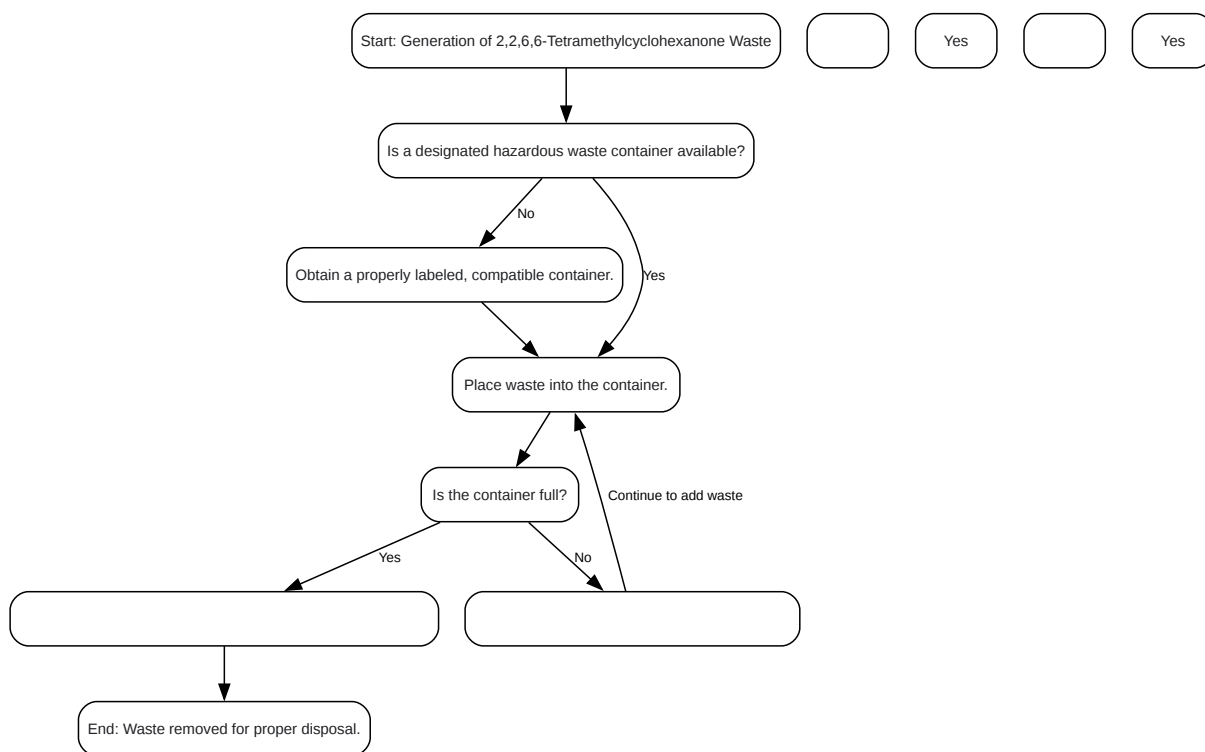 Start: Generation of 2,2,6,6-Tetramethylcyclohexanone Waste
Yes
Yes
Is a designated hazardous waste container available?
No
Obtain a properly labeled, compatible container.
Yes
Place waste into the container.
Is the container full?
Continue to add waste
Yes
No
End: Waste removed for proper disposal.